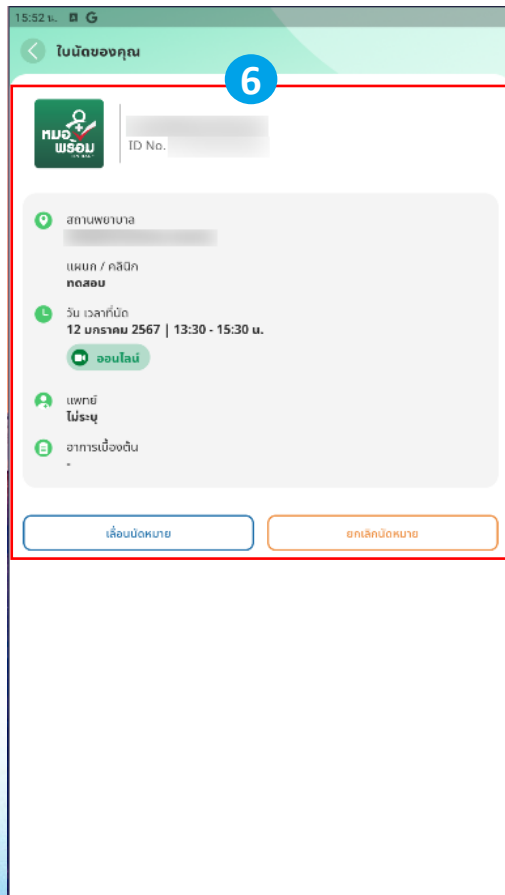 15:52 น. G
ใบนัดของคุณ
6
หมอ
พร้อม
ID No.
สถานพยาบาล
แผนก / คลินิก
ทดสอบ
วัน เวลาที่นัด
12 มกราคม 2567 | 13:30 - 15:30 น.
ออนไลน์
แพทย์
ไม่ระบุ
อาการเบื้องต้น
-
เลื่อนนัดหมาย
ยกเลิกนัดหมาย